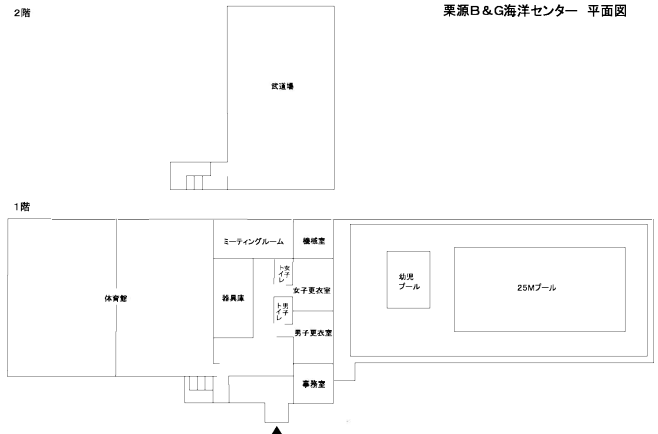 栗源B&G海洋センター 平面図
2階
武道場
1階
ミーティングルーム
機械室
体育館
器具庫
女子
トイレ
女子更衣室
男子
トイレ
男子更衣室
事務室
幼児
プール
25Mプール